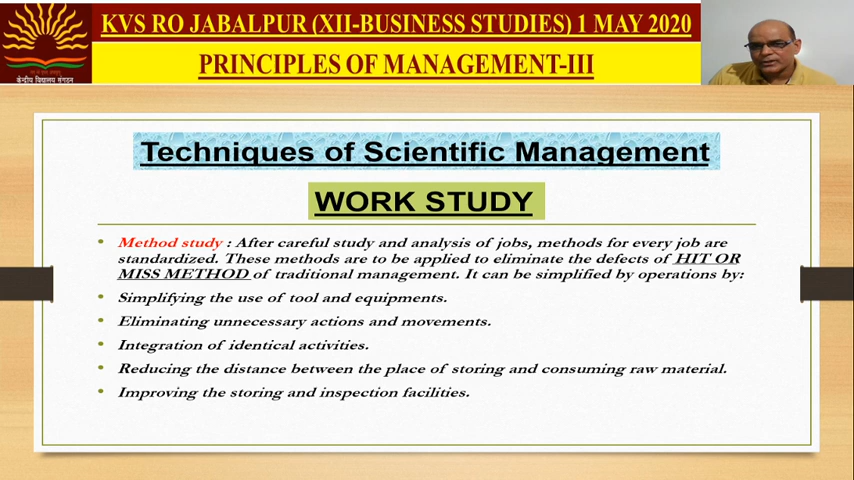 KVS RO JABALPUR (XII-BUSINESS STUDIES) 1 MAY 2020
PRINCIPLES OF MANAGEMENT-III
केन्द्रीय विद्यालय संगठन
Techniques of Scientific Management
WORK STUDY
• Method study : After careful study and analysis of jobs, methods for every job are
standardized. These methods are to be applied to eliminate the defects of HIT OR
MISS METHOD of traditional management. It can be simplified by operations by:
• Simplifying the use of tool and equipments.
• Eliminating unnecessary actions and movements.
• Integration of identical activities.
• Reducing the distance between the place of storing and consuming raw material.
• Improving the storing and inspection facilities.